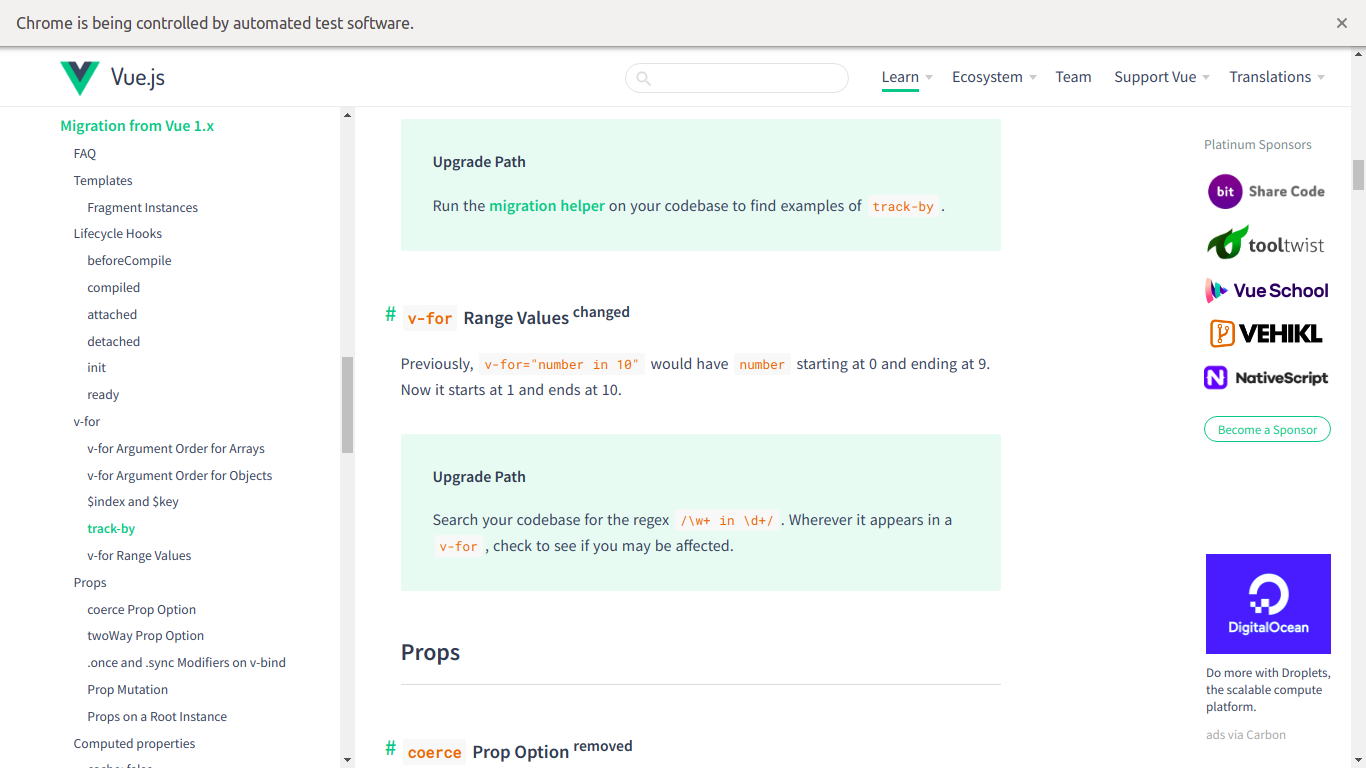 Chrome is being controlled by automated test software.
Vue.js
Learn
Ecosystem
Team
Support Vue
Translations
Migration from Vue 1.x
FAQ
Templates
Fragment Instances
Lifecycle Hooks
beforeCompile
compiled
attached
detached
init
ready
v-for
v-for Argument Order for Arrays
v-for Argument Order for Objects
$index and $key
track-by
v-for Range Values
Props
coerce Prop Option
twoWay Prop Option
.once and .sync Modifiers on v-bind
Prop Mutation
Props on a Root Instance
Computed properties
cache: false
Upgrade Path
Run the migration helper on your codebase to find examples of track-by .
# v-for Range Values changed
Previously, v-for="number in 10" would have number starting at 0 and ending at 9.
Now it starts at 1 and ends at 10.
Upgrade Path
Search your codebase for the regex /\w+ in \d+/ . Wherever it appears in a
v-for , check to see if you may be affected.
Props
# coerce Prop Option removed
Platinum Sponsors
bit Share Code
tooltwist
Vue School
VEHIKL
NativeScript
Become a Sponsor
DigitalOcean
Do more with Droplets,
the scalable compute
platform.
ads via Carbon